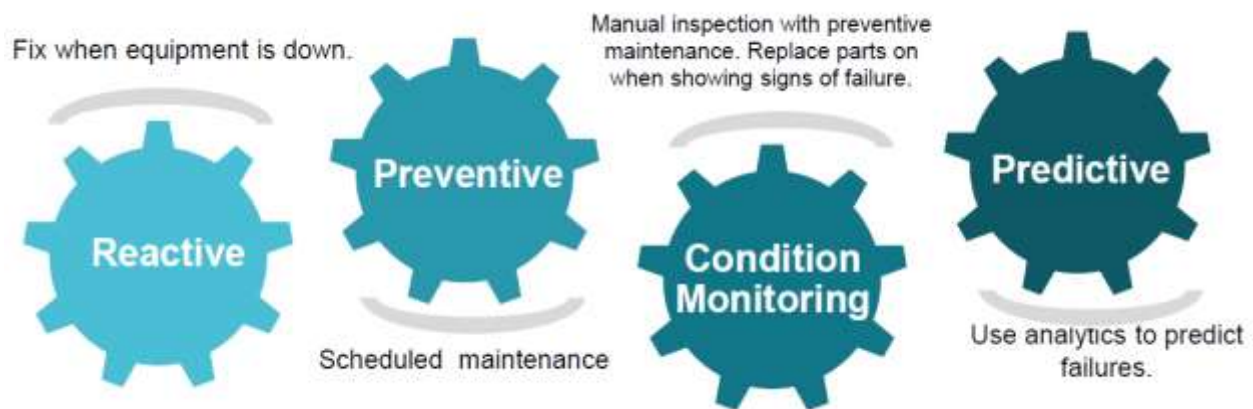 Fix when equipment is down.
Reactive
Preventive
Scheduled maintenance
Manual inspection with preventive
maintenance. Replace parts on
when showing signs of failure.
Condition
Monitoring
Predictive
Use analytics to predict
failures.